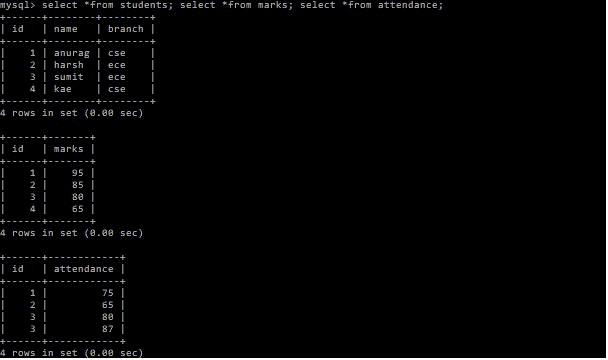 mysql> select *from students; select *from marks; select *from attendance;
+------+--------+--------+
| id   | name   | branch |
+------+--------+--------+
|    1 | anurag | cse    |
|    2 | harsh  | ece    |
|    3 | sumit  | ece    |
|    4 | kae    | cse    |
+------+--------+--------+
4 rows in set (0.00 sec)

+------+-------+
| id   | marks |
+------+-------+
|    1 |    95 |
|    2 |    85 |
|    3 |    80 |
|    4 |    65 |
+------+-------+
4 rows in set (0.00 sec)

+------+------------+
| id   | attendance |
+------+------------+
|    1 |         75 |
|    2 |         65 |
|    3 |         80 |
|    3 |         87 |
+------+------------+
4 rows in set (0.00 sec)